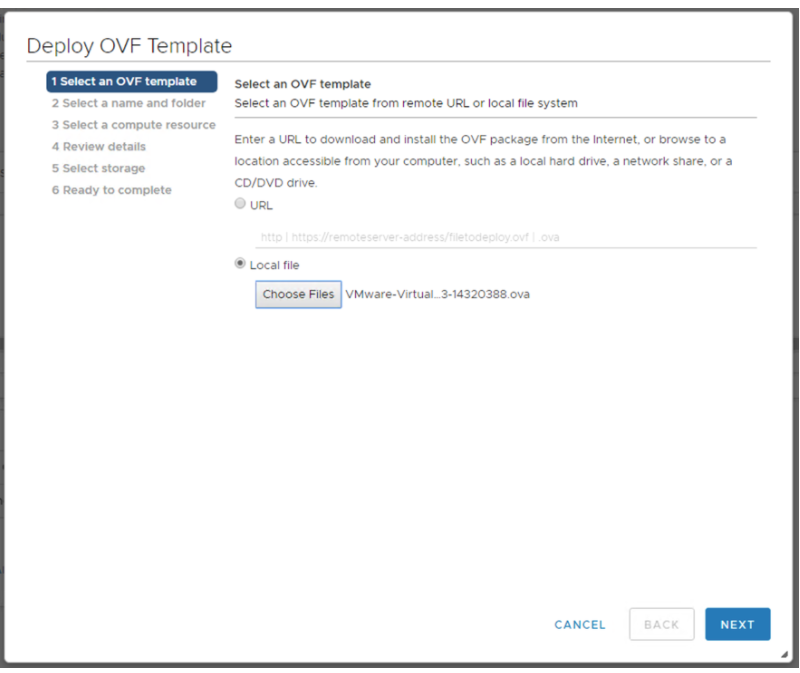 Deploy OVF Template
1 Select an OVF template
2 Select a name and folder
3 Select a compute resource
4 Review details
5 Select storage
6 Ready to complete
Select an OVF template
Select an OVF template from remote URL or local file system
Enter a URL to download and install the OVF package from the Internet, or browse to a
location accessible from your computer, such as a local hard drive, a network share, or a
CD/DVD drive.
URL
http | https://remoteserver-address/filetodeploy.ovf | .ova
Local file
Choose Files VMware-Virtual...3-14320388.ova
CANCEL BACK NEXT